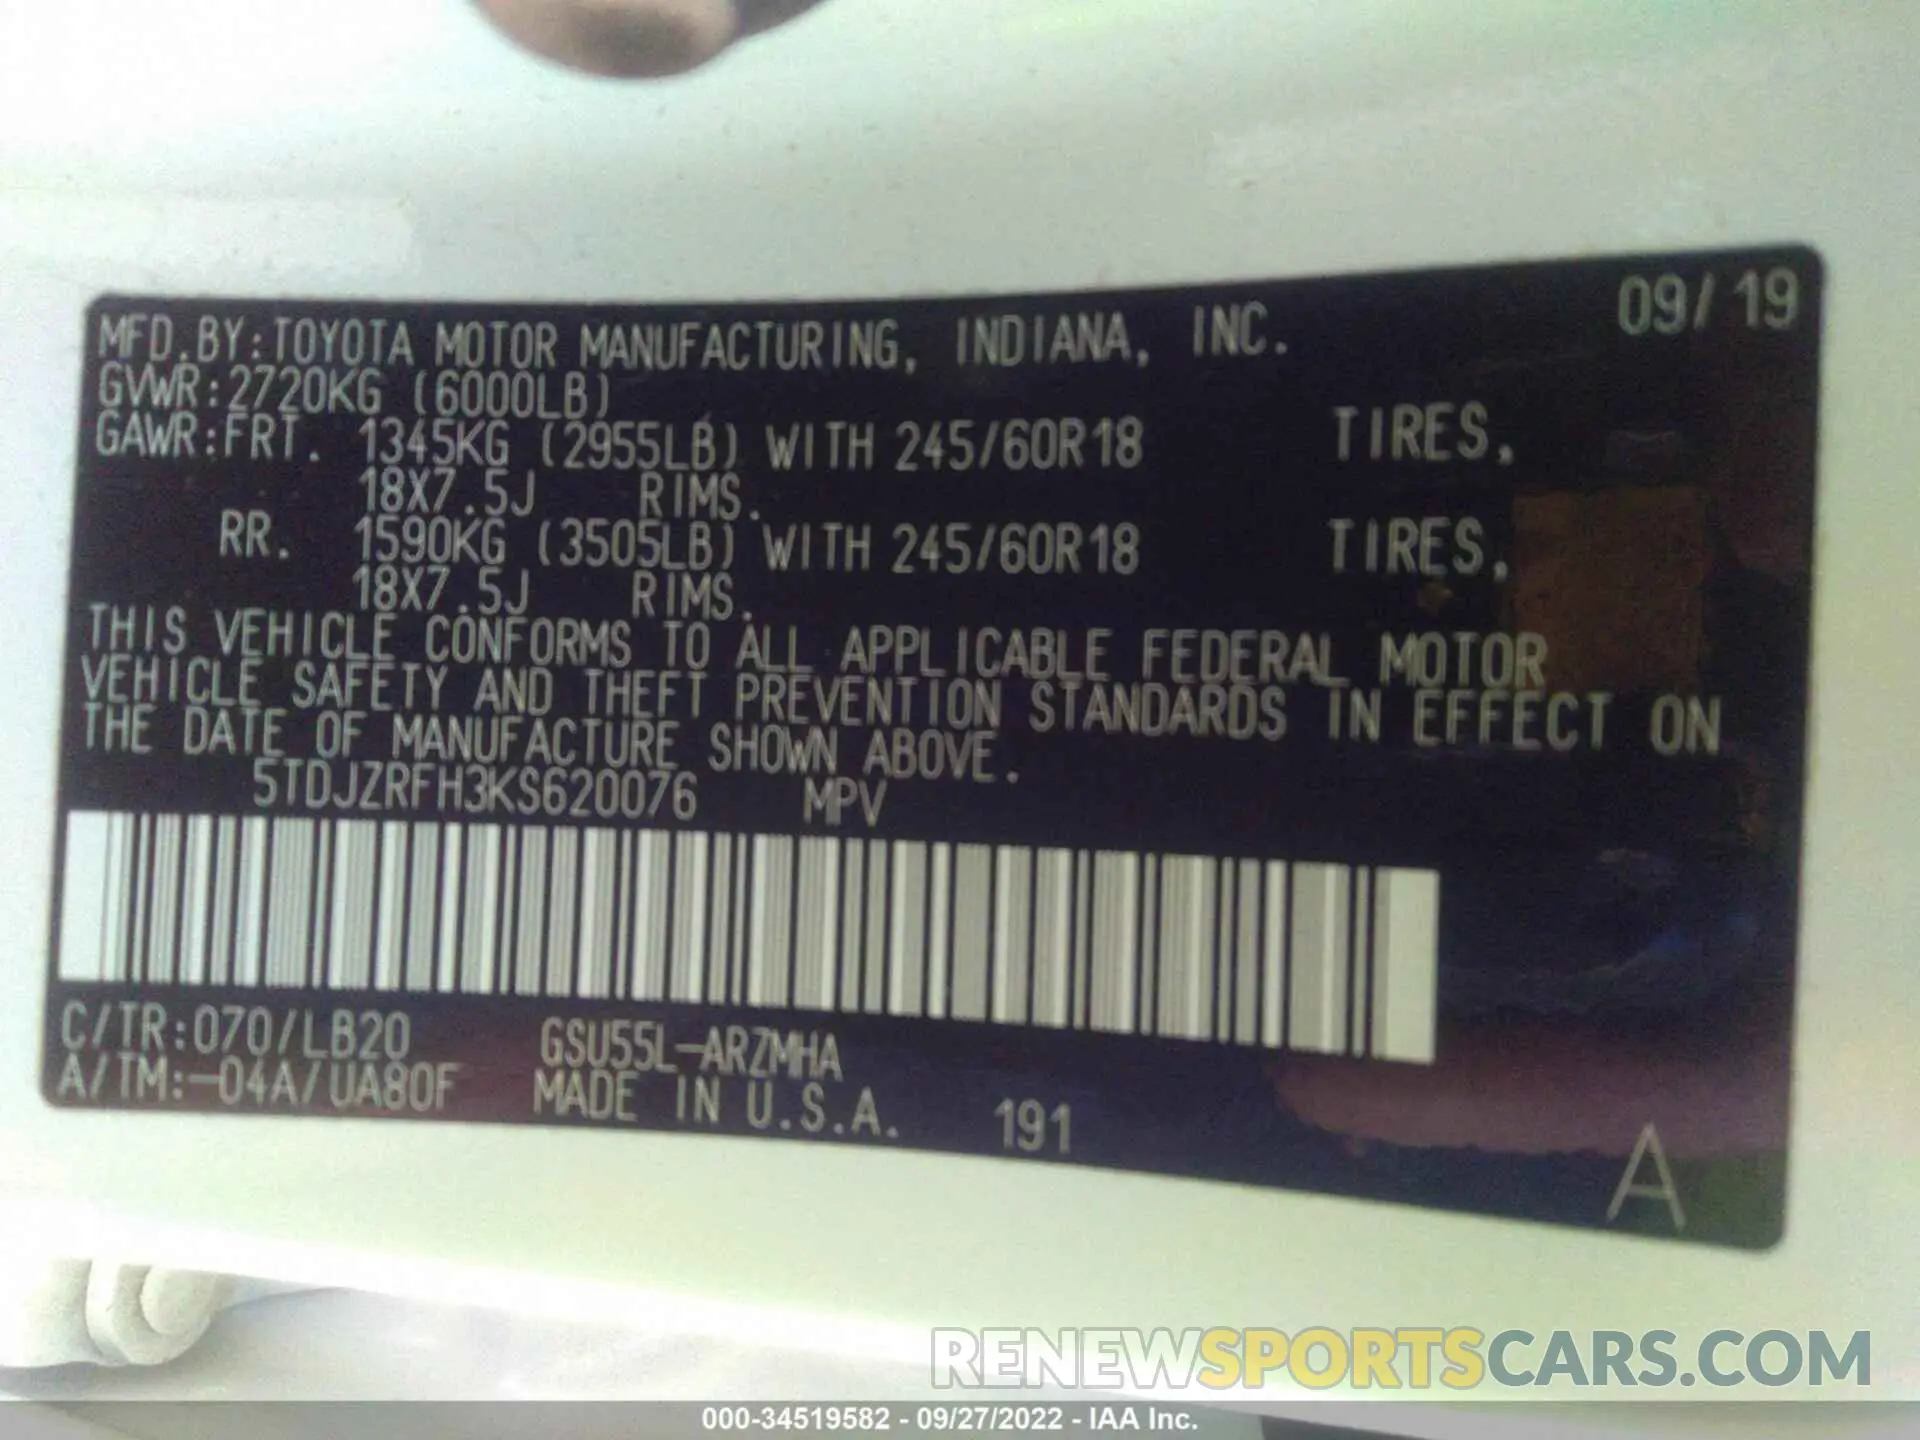 09/19
MFD.BY:TOYOTA MOTOR MANUFACTURING, INDIANA, INC.
GVWR:2720KG (6000LB)
GAWR:FRT. 1345KG (2955LB) WITH 245/60R18 TIRES,
18X7.5J RIMS.
RR. 1590KG (3505LB) WITH 245/60R18 TIRES,
18X7.5J RIMS.
THIS VEHICLE CONFORMS TO ALL APPLICABLE FEDERAL MOTOR
VEHICLE SAFETY AND THEFT PREVENTION STANDARDS IN EFFECT ON
THE DATE OF MANUFACTURE SHOWN ABOVE.
5TDJZRFH3KS620076 MPV
C/TR:070/LB20 GSU55L-ARZMHA
A/TM:-04A/UA80F MADE IN U.S.A. 191
A
RENEWSPORTSCARS.COM
000-34519582 - 09/27/2022 - IAA Inc.